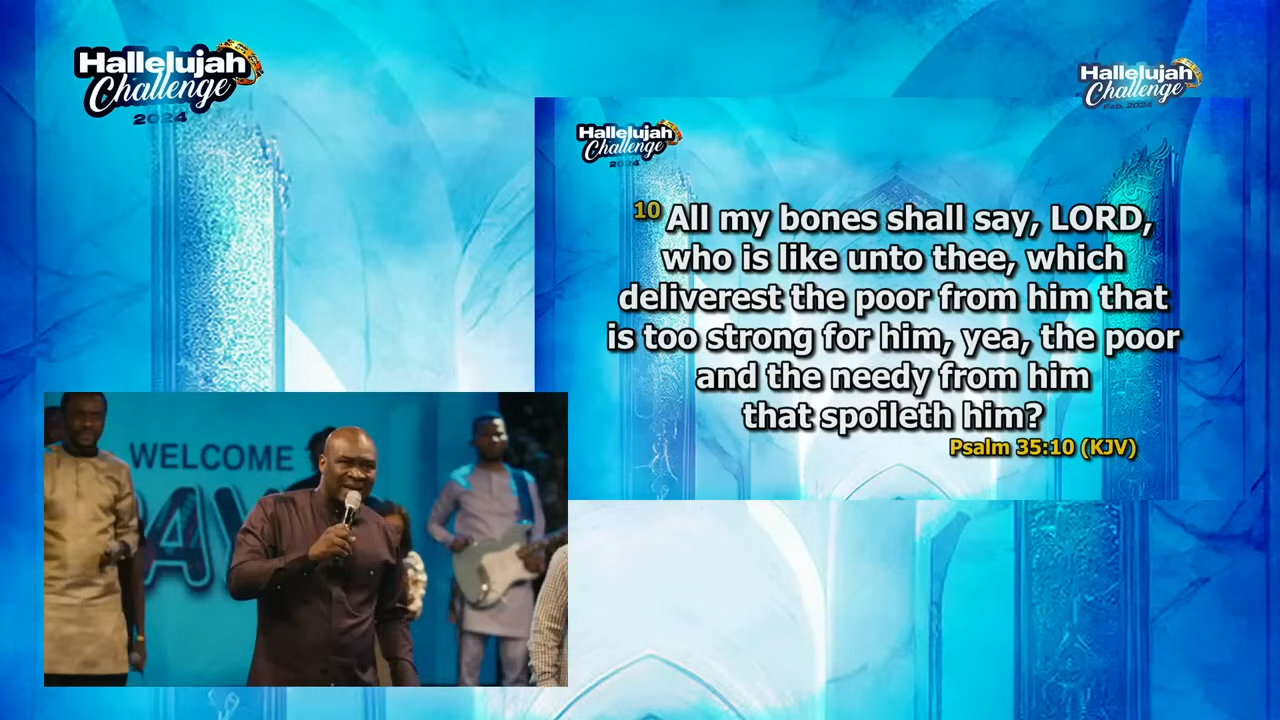 Hallelujah
Challenge
2024
Hallelujah
Challenge
Feb. 2024
Hallelujah
Challenge
2024
10 All my bones shall say, LORD,
who is like unto thee, which
deliverest the poor from him that
is too strong for him, yea, the poor
and the needy from him
that spoileth him?
Psalm 35:10 (KJV)
WELCOME